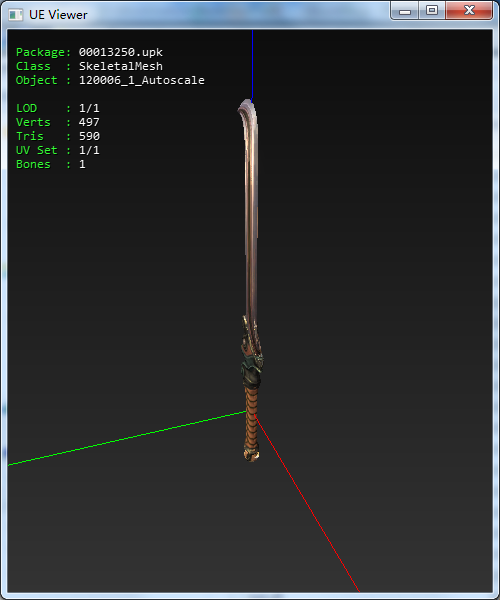 UE Viewer
Package: 00013250.upk
Class  : SkeletalMesh
Object : 120006_1_Autoscale
LOD    : 1/1
Verts  : 497
Tris   : 590
UV Set : 1/1
Bones  : 1